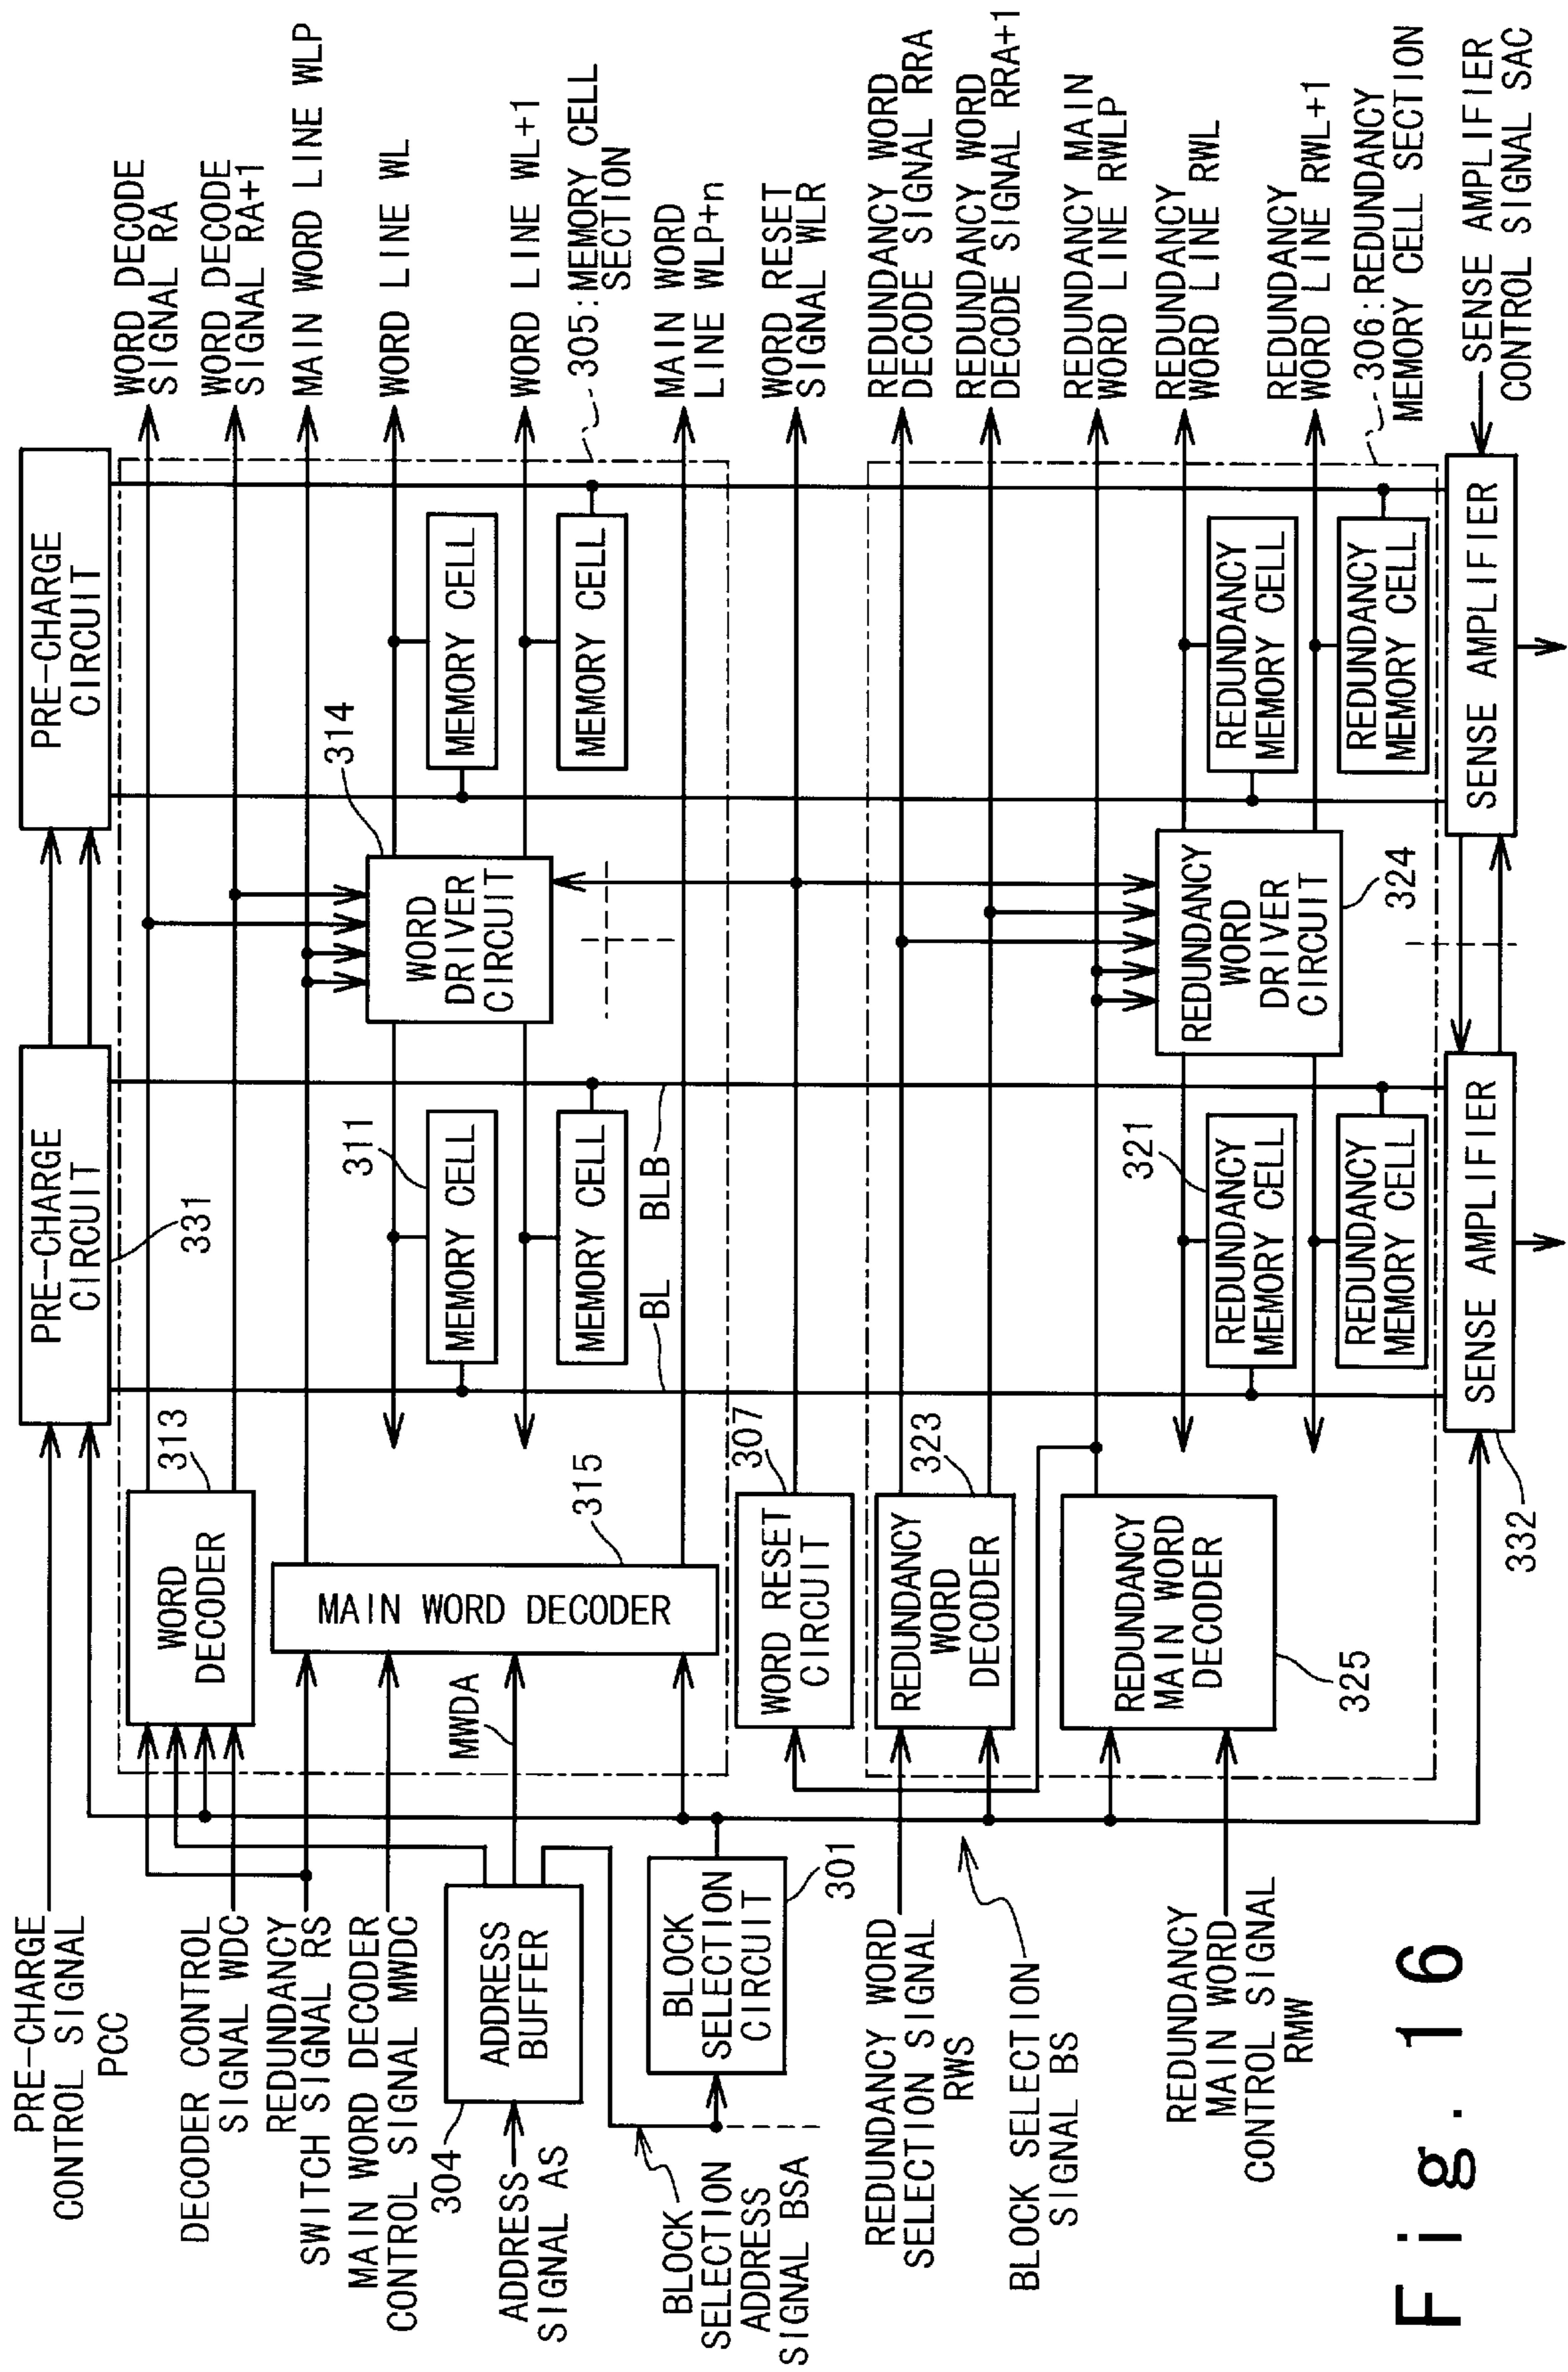 PRE-CHARGE
CONTROL SIGNAL
PCC
DECODER CONTROL
SIGNAL WDC
REDUNDANCY
SWITCH SIGNAL RS
MAIN WORD DECODER
CONTROL SIGNAL MWDC
304
ADDRESS
SIGNAL AS
ADDRESS
BUFFER
BLOCK
SELECTION
ADDRESS
SIGNAL BSA
BLOCK
SELECTION
CIRCUIT
301
REDUNDANCY WORD
SELECTION SIGNAL
RWS
BLOCK SELECTION
SIGNAL BS
REDUNDANCY
MAIN WORD
CONTROL SIGNAL
RMW
MWDA
WORD
DECODER
313
MAIN WORD DECODER
315
WORD RESET
CIRCUIT
307
REDUNDANCY
WORD
DECODER
323
REDUNDANCY
MAIN WORD
DECODER
325
PRE-CHARGE
CIRCUIT
331
311
MEMORY CELL
MEMORY CELL
BL
BLB
321
REDUNDANCY
MEMORY CELL
REDUNDANCY
MEMORY CELL
SENSE AMPLIFIER
332
WORD
DRIVER
CIRCUIT
314
REDUNDANCY
WORD
DRIVER
CIRCUIT
324
PRE-CHARGE
CIRCUIT
MEMORY CELL
MEMORY CELL
REDUNDANCY
MEMORY CELL
REDUNDANCY
MEMORY CELL
SENSE AMPLIFIER
WORD DECODE
SIGNAL RA
WORD DECODE
SIGNAL RA+1
MAIN WORD LINE WLP
WORD LINE WL
WORD LINE WL+1
305:MEMORY CELL
SECTION
MAIN WORD
LINE WLP+n
WORD RESET
SIGNAL WLR
REDUNDANCY WORD
DECODE SIGNAL RRA
REDUNDANCY WORD
DECODE SIGNAL RRA+1
REDUNDANCY MAIN
WORD LINE RWLP
REDUNDANCY
WORD LINE RWL
REDUNDANCY
WORD LINE RWL+1
306:REDUNDANCY
MEMORY CELL SECTION
SENSE AMPLIFIER
CONTROL SIGNAL SAC
Fig. 16